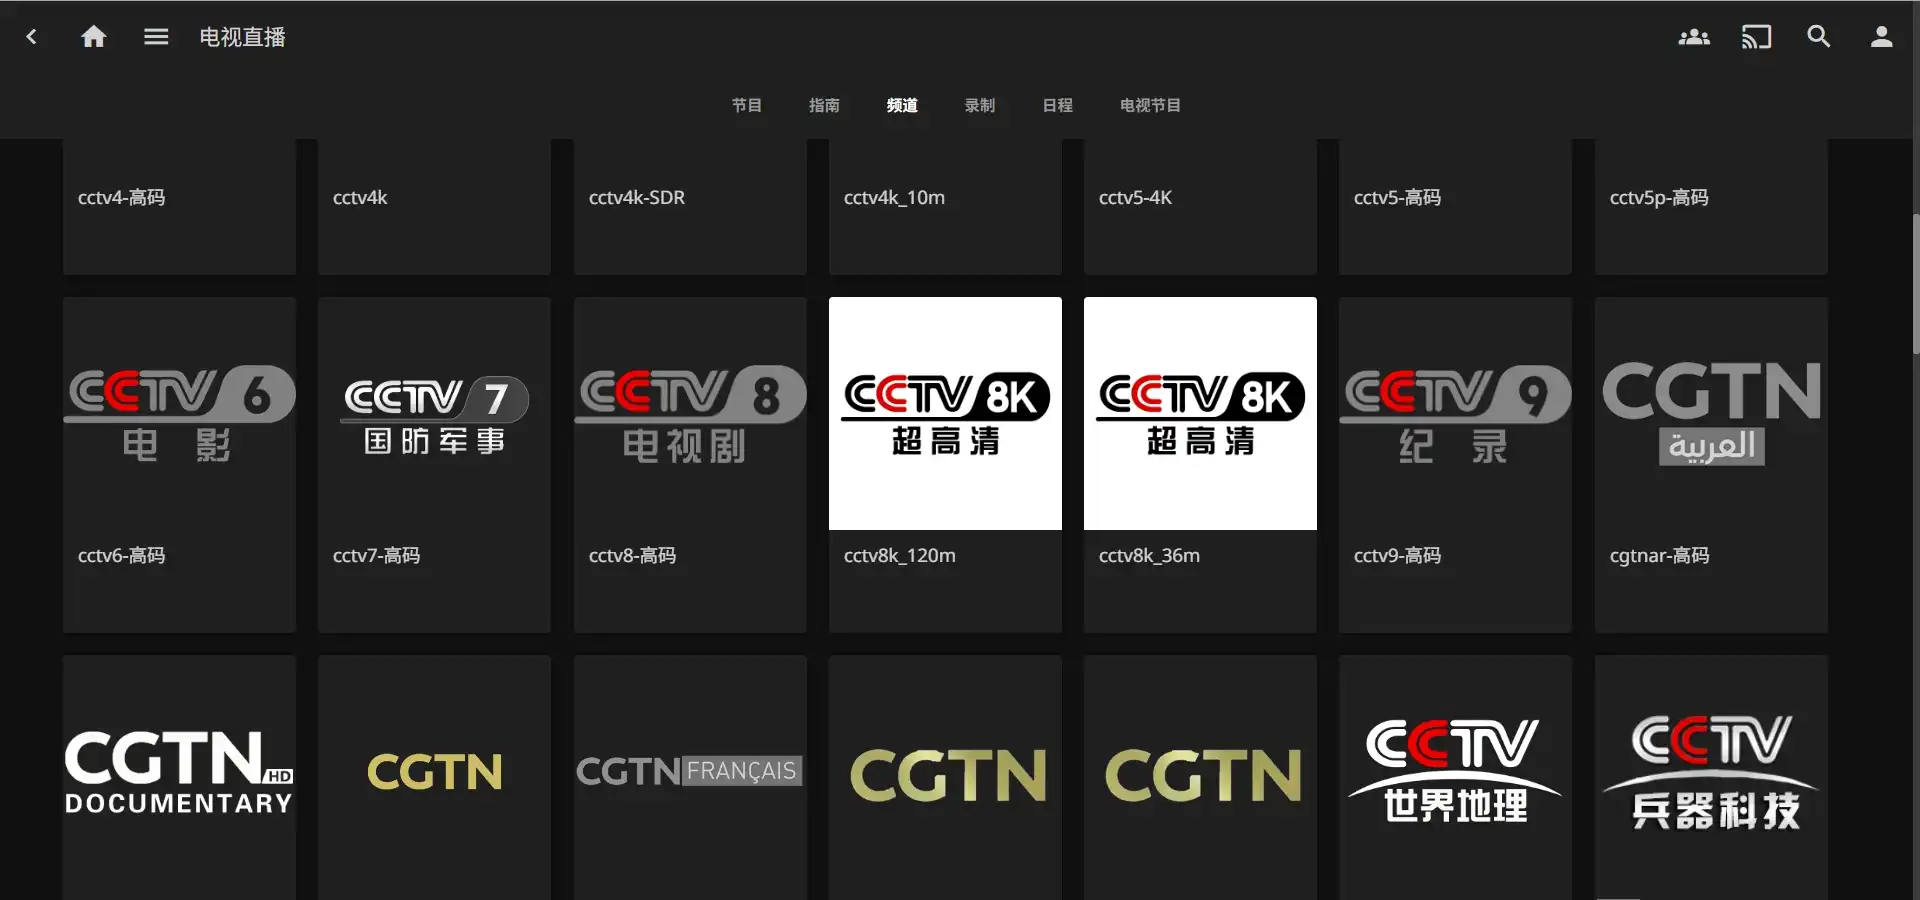 电视直播
节目 指南 频道 录制 日程 电视节目
cctv4-高码 cctv4k cctv4k-SDR cctv4k_10m cctv5-4K cctv5-高码 cctv5p-高码
CCTV 6 CCTV 7 CCTV 8 CCTV 8K CCTV 8K CCTV 9 CGTN
电 影 国防军事 电视剧 超高清 超高清 纪 录 العربية
cctv6-高码 cctv7-高码 cctv8-高码 cctv8k_120m cctv8k_36m cctv9-高码 cgtnar-高码
CGTN HD CGTN CGTN FRANÇAIS CGTN CGTN CCTV CCTV
DOCUMENTARY 世界地理 兵器科技